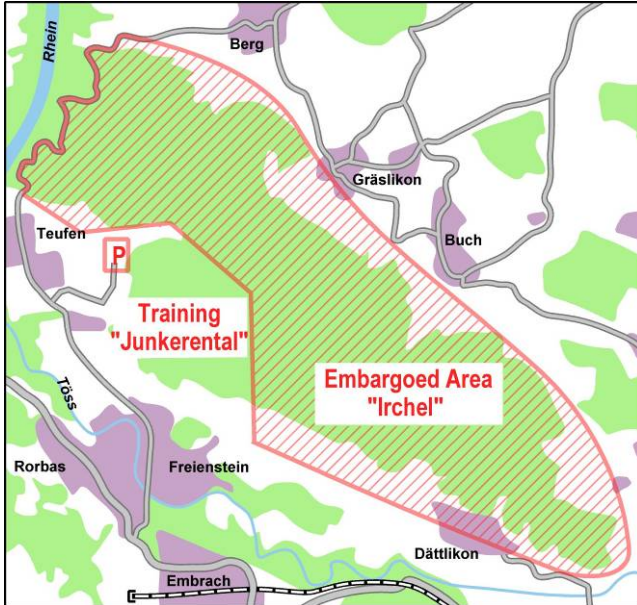 Berg
Rhein
Gräslikon
Teufen
Buch
P
Training
"Junkerental"
Embargoed Area
"Irchel"
Töss
Rorbas
Freienstein
Dättlikon
Embrach